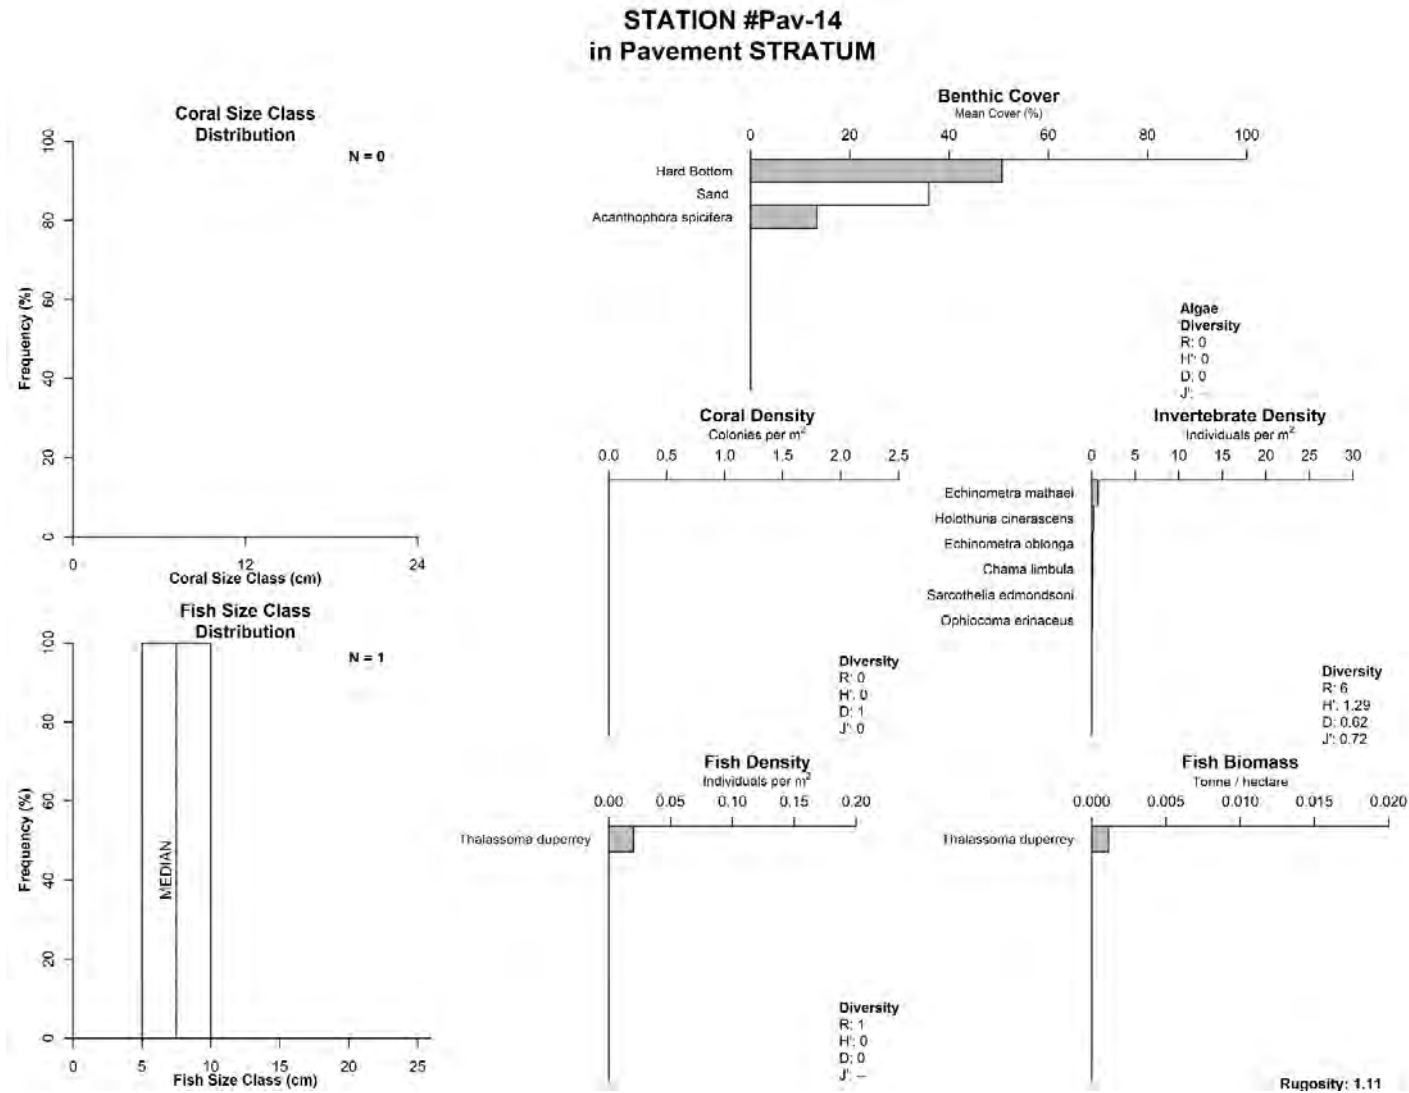 STATION #Pav-14
in Pavement STRATUM
Coral Size Class
Distribution
N = 0
100
80
60
40
20
0
Frequency (%)
0 12 24
Coral Size Class (cm)
Benthic Cover
Mean Cover (%)
0 20 40 60 80 100
Hard Bottom
Sand
Acanthophora spicifera
Algae
Diversity
R: 0
H': 0
D: 0
J': --
Coral Density
Colonies per m²
0.0 0.5 1.0 1.5 2.0 2.5
Diversity
R: 0
H': 0
D: 1
J': 0
Invertebrate Density
Individuals per m²
0 5 10 15 20 25 30
Echinometra mathaei
Holothuria cinerascens
Echinometra oblonga
Chama limbula
Sarcothelia edmondsoni
Ophiocoma erinaceus
Diversity
R: 6
H': 1.29
D: 0.62
J': 0.72
Fish Size Class
Distribution
N = 1
100
80
60
40
20
0
Frequency (%)
MEDIAN
0 5 10 15 20 25
Fish Size Class (cm)
Fish Density
Individuals per m²
0.00 0.05 0.10 0.15 0.20
Thalassoma duperrey
Diversity
R: 1
H': 0
D: 0
J': --
Fish Biomass
Tonne / hectare
0.000 0.005 0.010 0.015 0.020
Thalassoma duperrey
Rugosity: 1.11